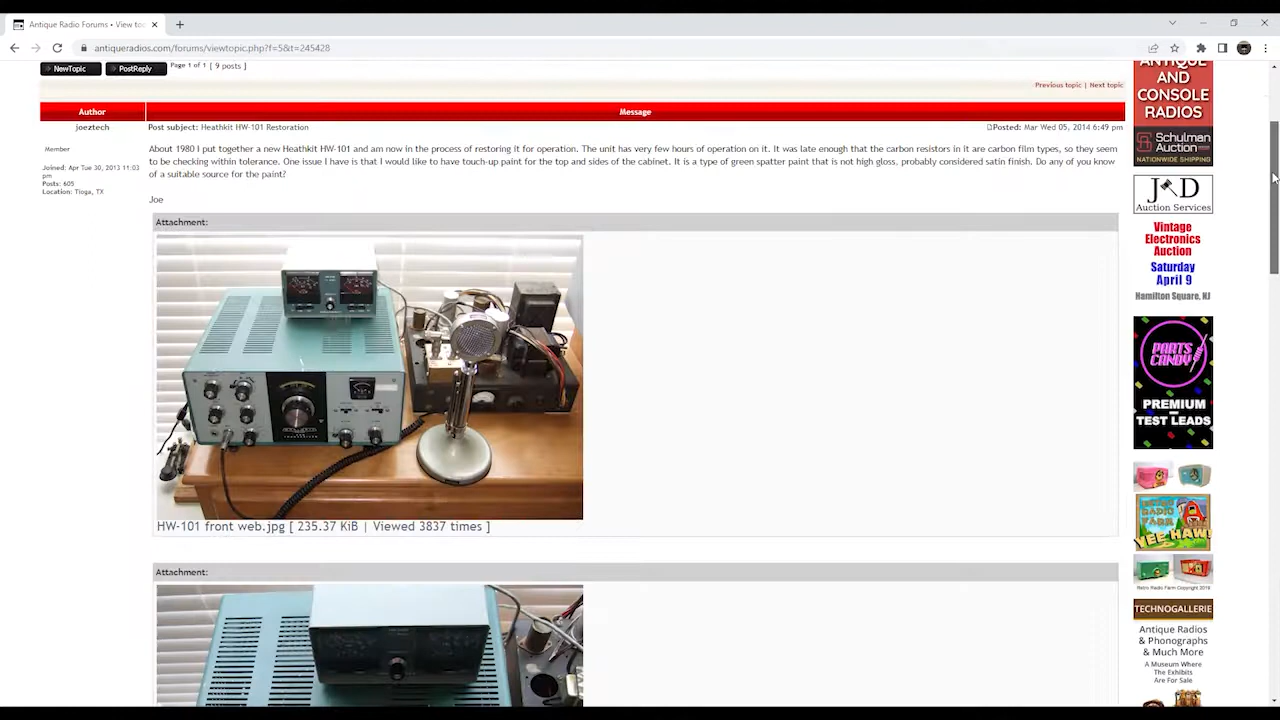 Antique Radio Forums • View to
antiqueradios.com/forums/viewtopic.php?f=5&t=245428
NewTopic
PostReply
Page 1 of 1 [ 9 posts ]
Previous topic | Next topic
Author
Message
joeztech
Post subject: Heathkit HW-101 Restoration
Posted: Mar Wed 05, 2014 6:49 pm
Member
Joined: Apr Tue 30, 2013 11:03
pm
Posts: 605
Location: Tioga, TX
About 1980 I put together a new Heathkit HW-101 and am now in the process of restoring it for operation. The unit has very few hours of operation on it. It was late enough that the carbon resistors in it are carbon film types, so they seem
to be checking within tolerance. One issue I have is that I would like to have touch-up paint for the top and sides of the cabinet. It is a type of green spatter paint that is not high gloss, probably considered satin finish. Do any of you know
of a suitable source for the paint?
Joe
Attachment:
HW-101 front web.jpg [ 235.37 KiB | Viewed 3837 times ]
Attachment:
ANTIQUE
AND
CONSOLE
RADIOS
Schulman
Auction
NATIONWIDE SHIPPING
J D
Auction Services
Vintage
Electronics
Auction
Saturday
April 9
Hamilton Square, NJ
PARTS
CANDY
PREMIUM
TEST LEADS
RADIO FARM
YEE HAW!
Retro Radio Farm Copyright 2016
TECHNOGALLERIE
Antique Radios
& Phonographs
& Much More
A Museum Where
The Exhibits
Are For Sale